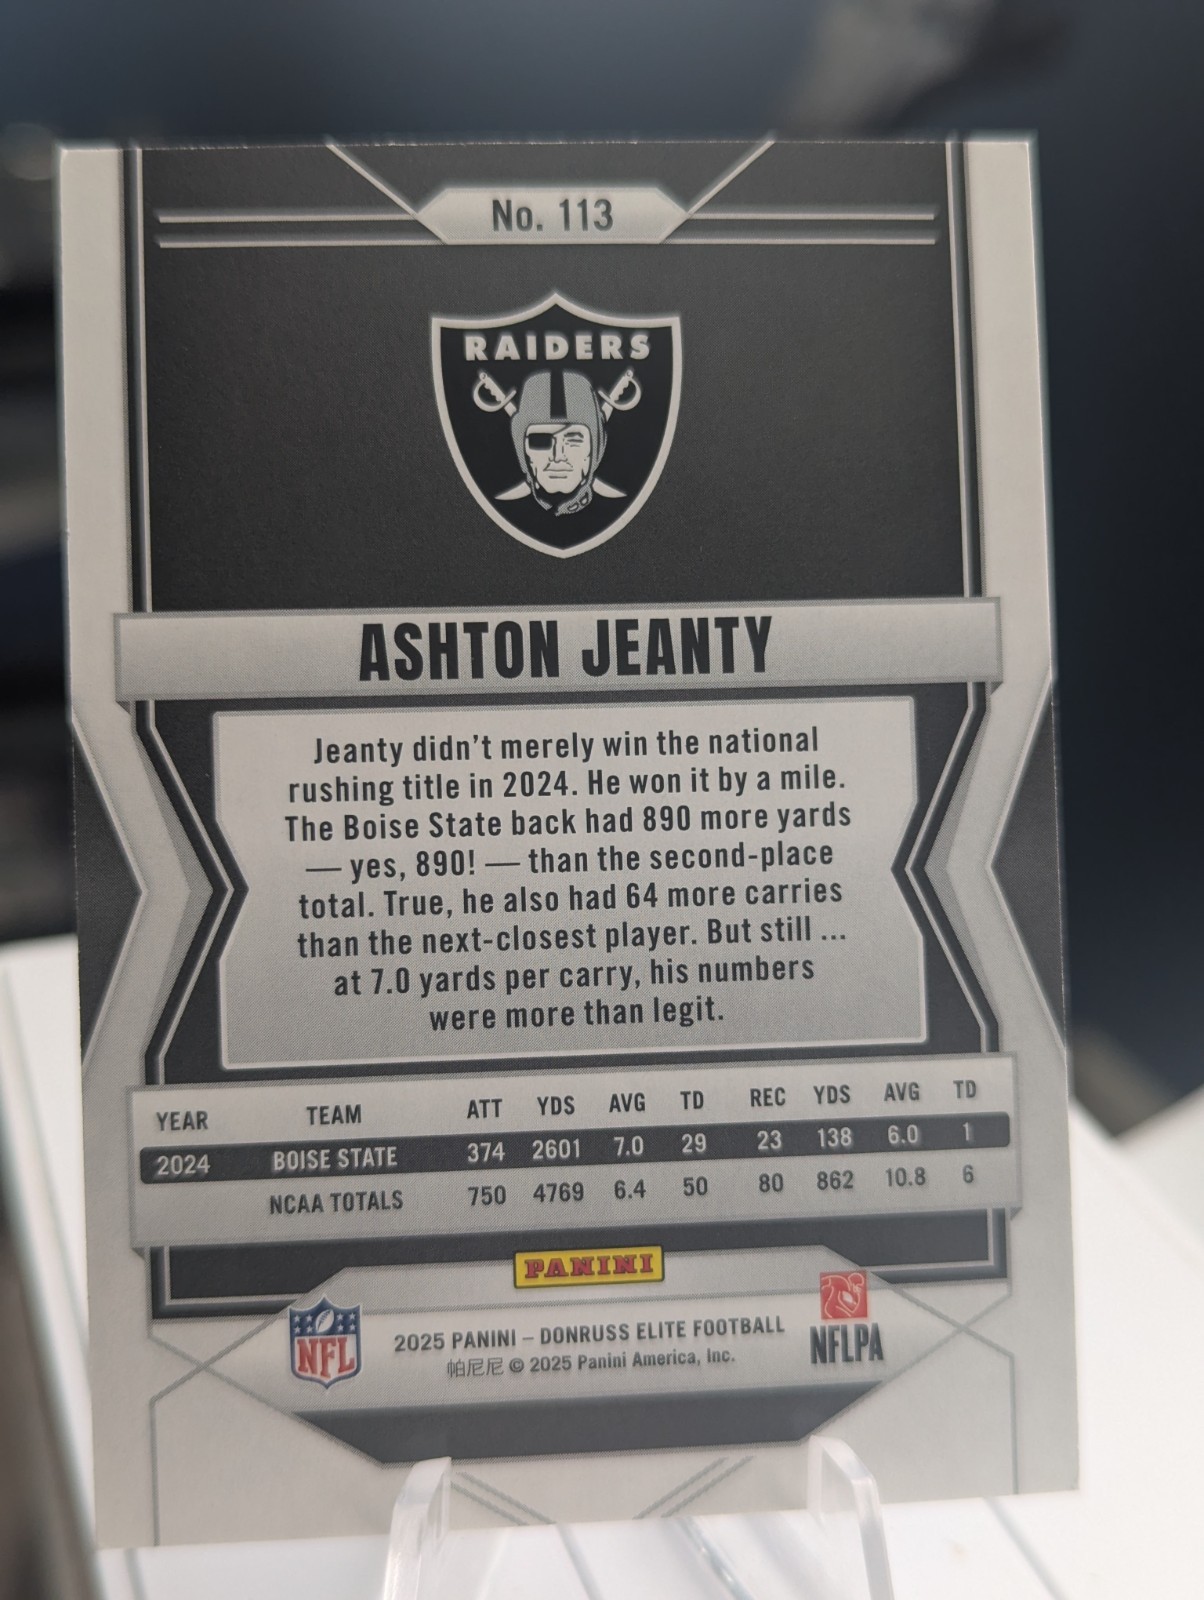 No. 113
RAIDERS
ASHTON JEANTY
Jeanty didn't merely win the national
rushing title in 2024. He won it by a mile.
The Boise State back had 890 more yards
— yes, 890! — than the second-place
total. True, he also had 64 more carries
than the next-closest player. But still ...
at 7.0 yards per carry, his numbers
were more than legit.
YEAR TEAM ATT YDS AVG TD REC YDS AVG TD
2024 BOISE STATE 374 2601 7.0 29 23 138 6.0 1
NCAA TOTALS 750 4769 6.4 50 80 862 10.8 6
PANINI
NFL
2025 PANINI – DONRUSS ELITE FOOTBALL
帕尼尼 © 2025 Panini America, Inc.
NFLPA